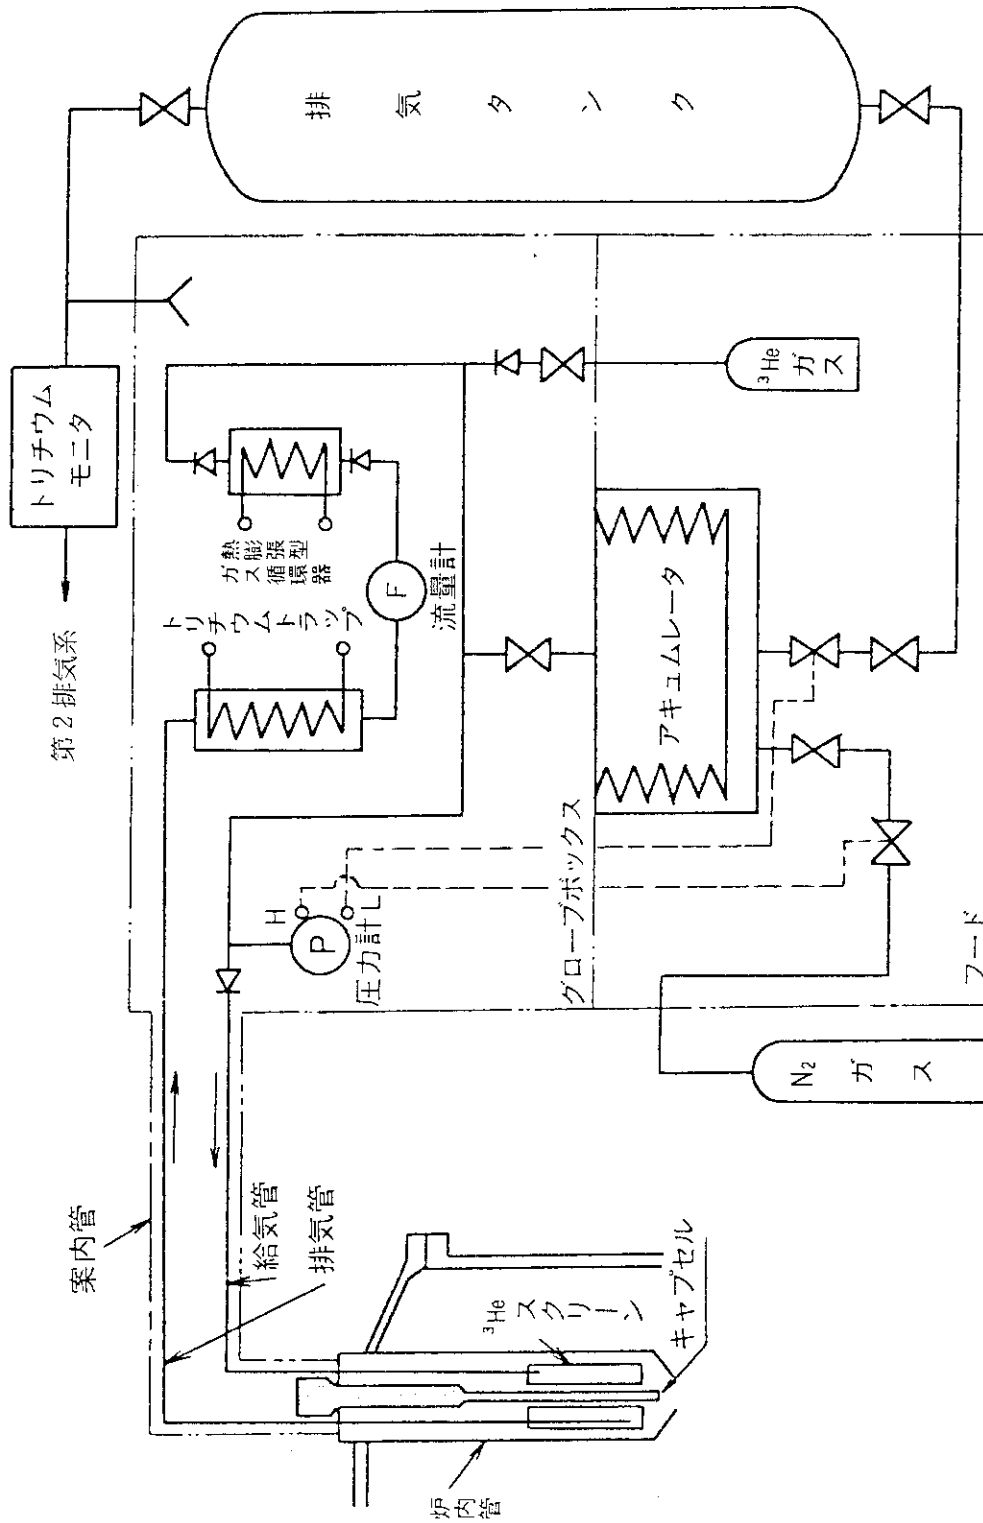 案内管
給気管
排気管
炉内管
³He
スクリーン
キャプセル
第2排気系
トリチウム
モニタ
トリチウムトラップ
熱膨張型
ガス循環器
F
流量計
H
L
P
圧力計
グローブボックス
アキュムレータ
³He
ガス
排気タンク
N₂
ガス
フード